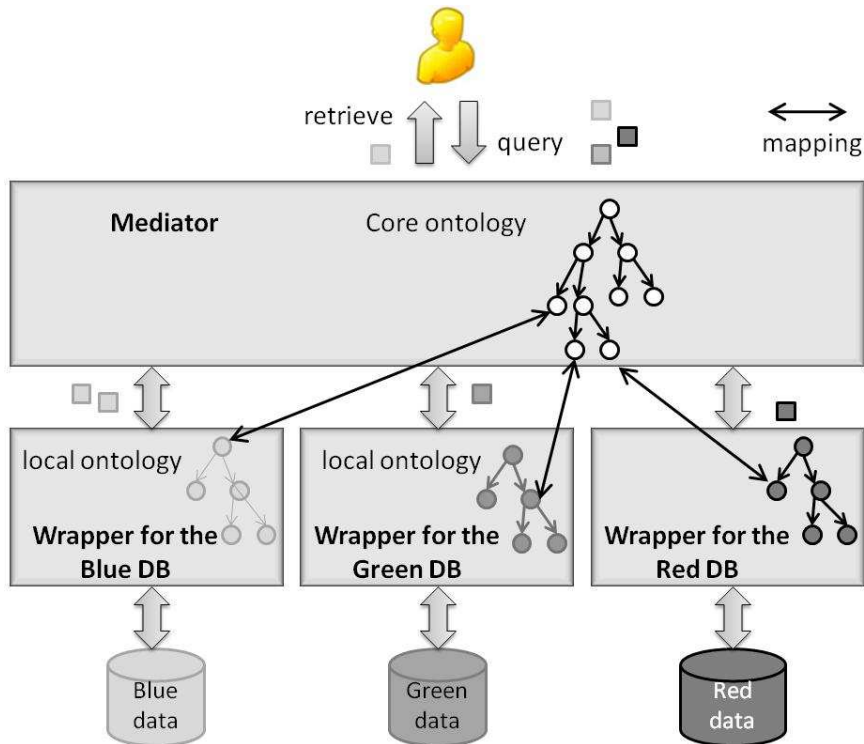 retrieve
query
mapping
Mediator
Core ontology
local ontology
Wrapper for the
Blue DB
local ontology
Wrapper for the
Green DB
Wrapper for the
Red DB
Blue
data
Green
data
Red
data